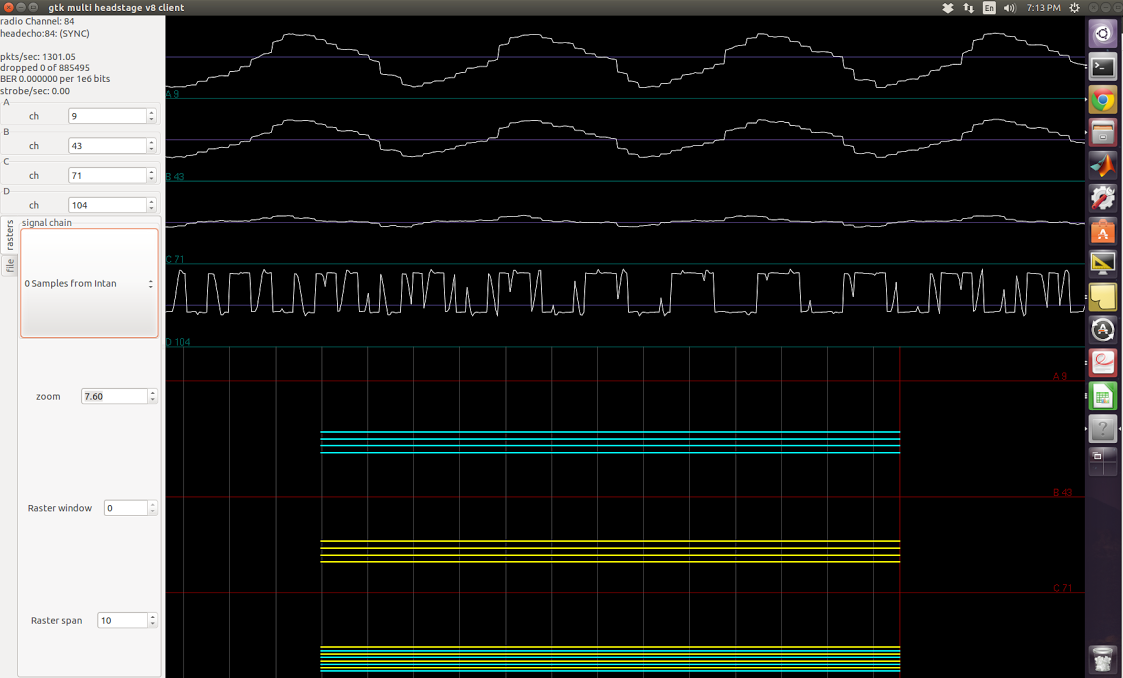 gtk multi headstage v8 client
En
7:13 PM
radio Channel: 84
headecho:84: (SYNC)
pkts/sec: 1301.05
dropped 0 of 885495
BER 0.000000 per 1e6 bits
strobe/sec: 0.00
A
ch 9
B
ch 43
C
ch 71
D
ch 104
rasters
file
signal chain
0 Samples from Intan
zoom 7.60
Raster window 0
Raster span 10
A 9
B 43
C 71
D 104
A 9
B 43
C 71